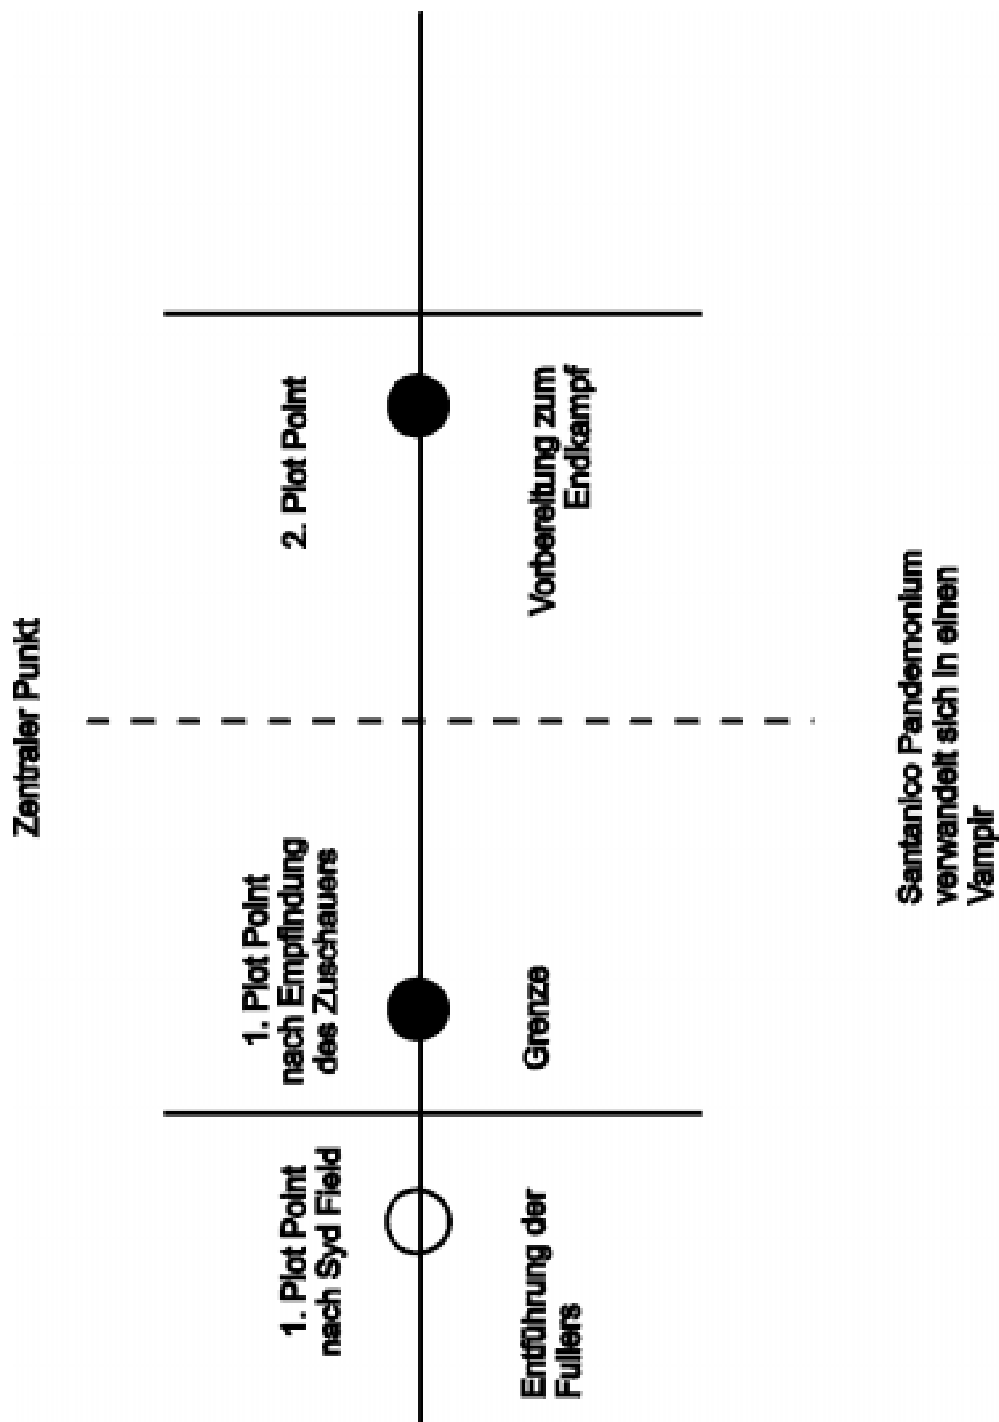 Zentraler Punkt
1. Plot Point
nach Syd Field
1. Plot Point
nach Empfindung
des Zuschauers
2. Plot Point
Entführung der
Fullers
Grenze
Vorbereitung zum
Endkampf
Santanico Pandemonium
verwandelt sich in einen
Vampir